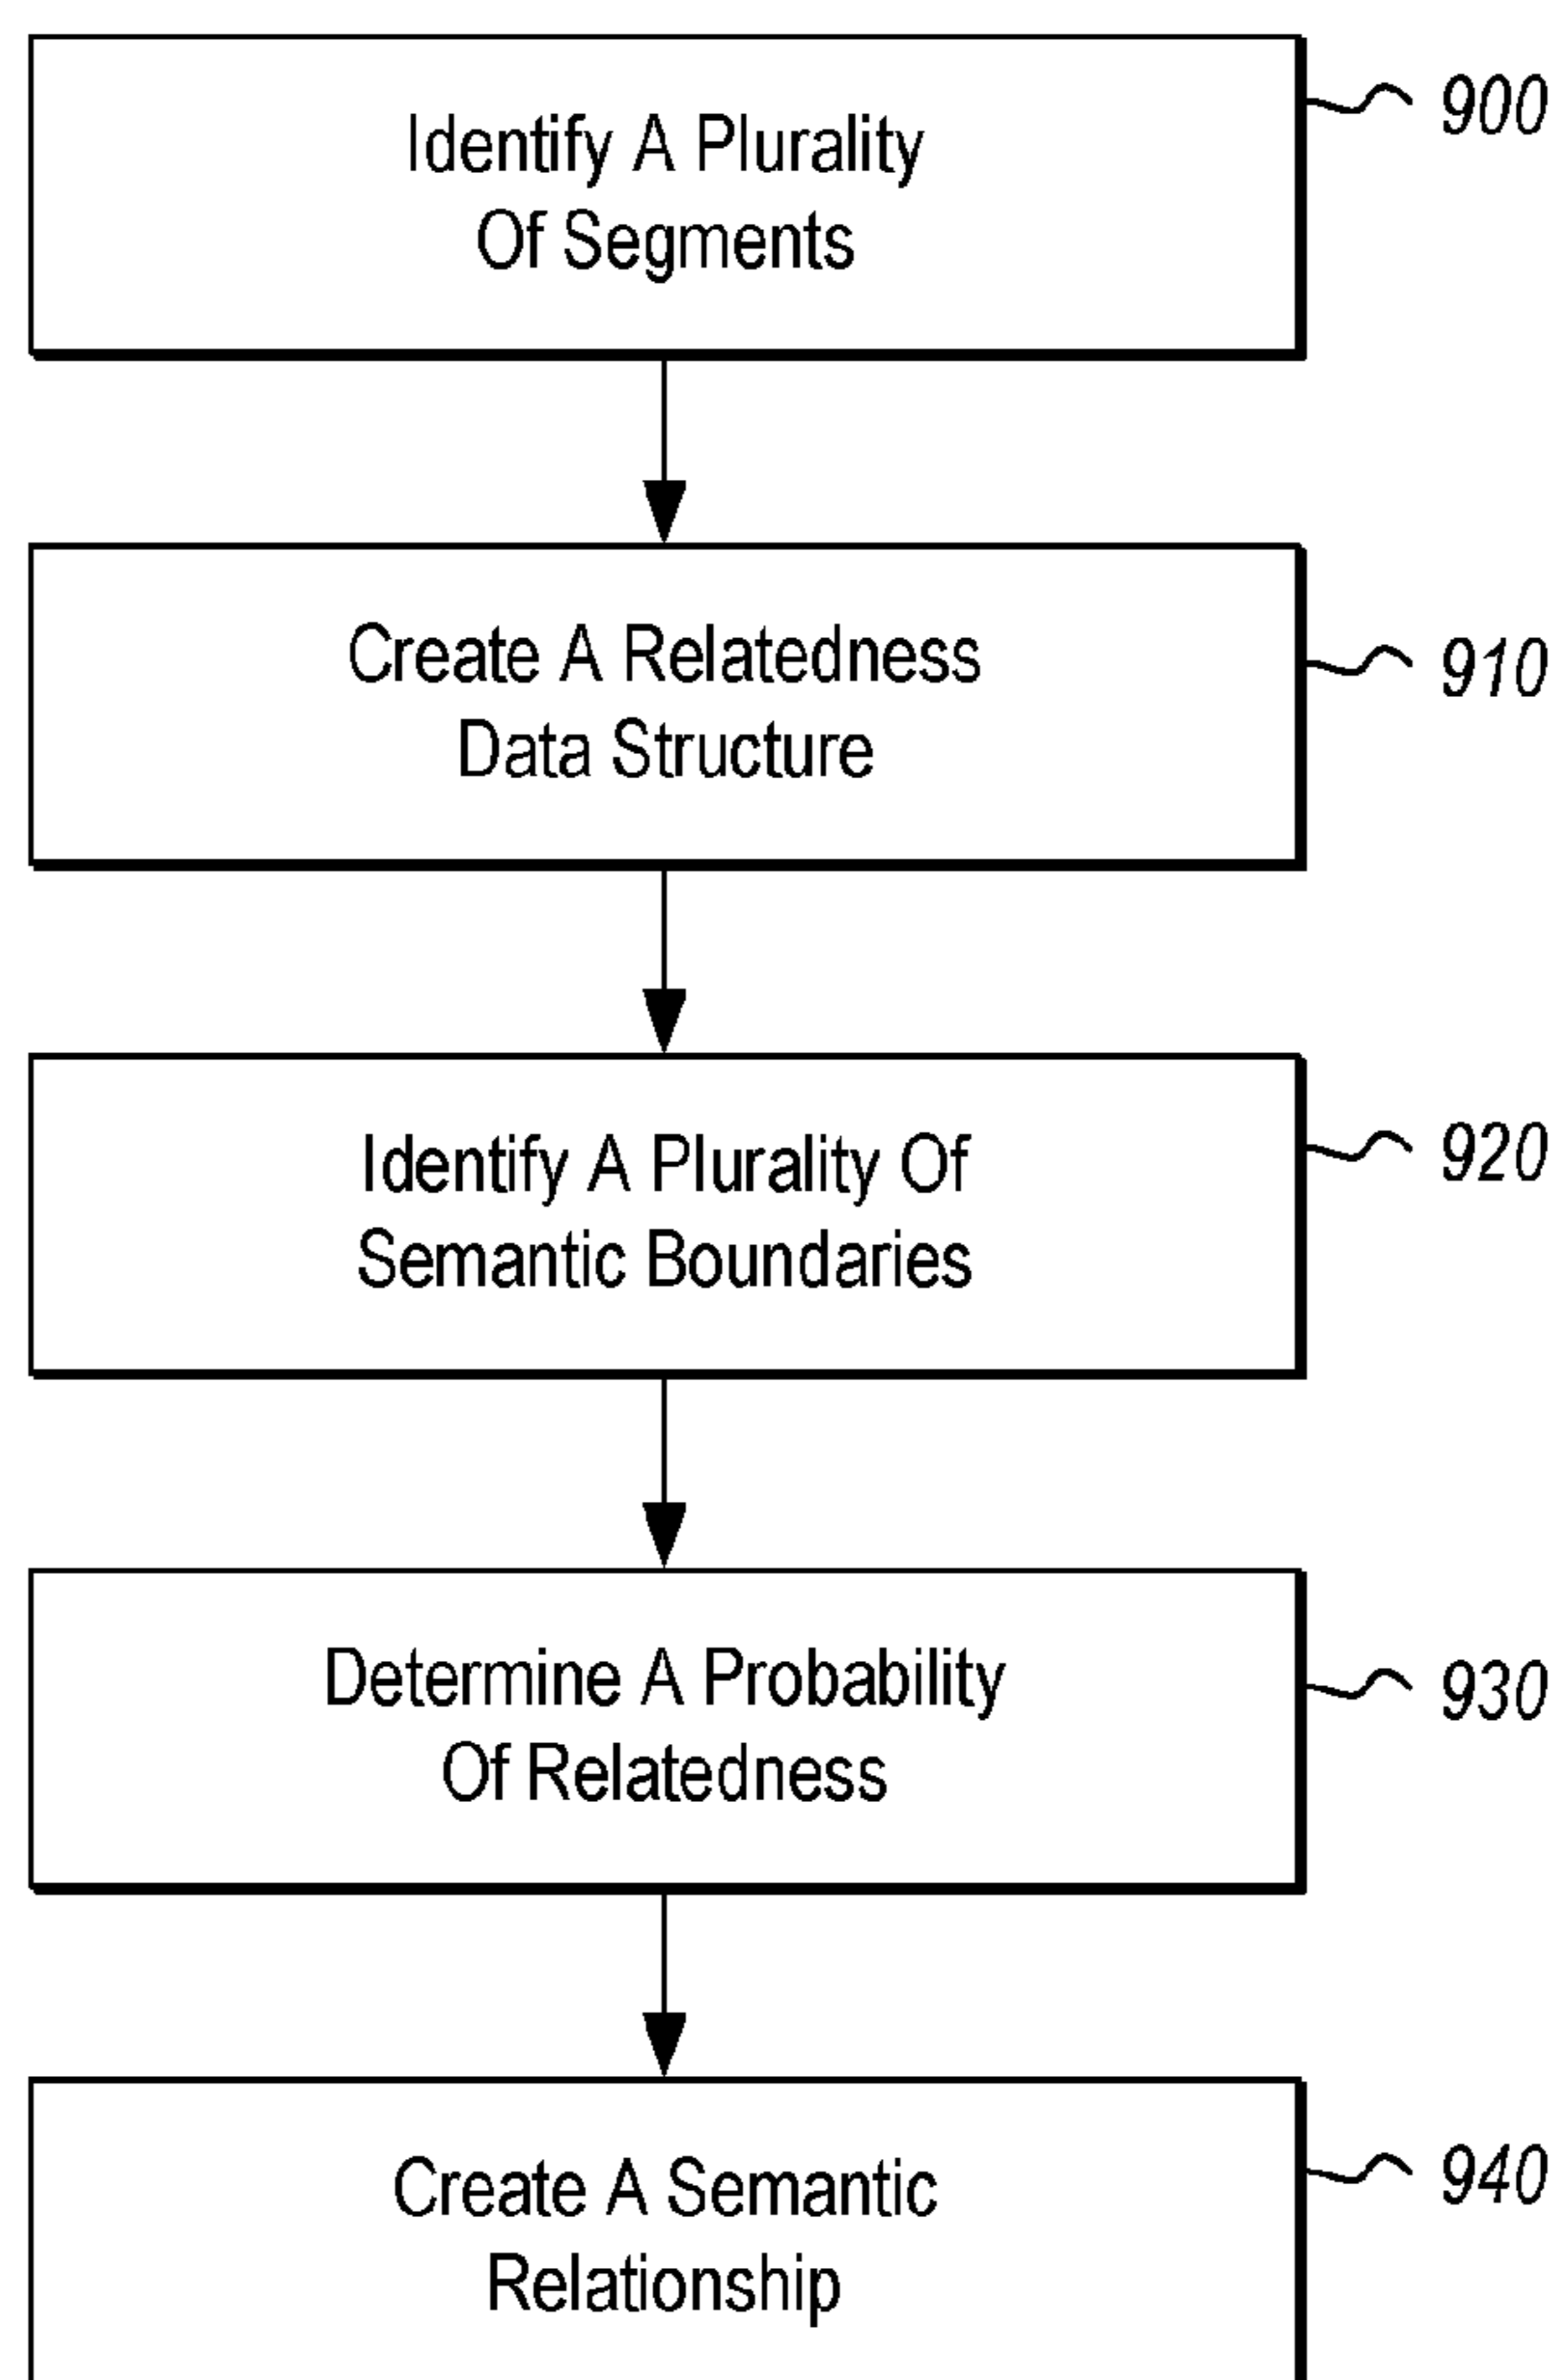 Identify A Plurality
Of Segments
900
Create A Relatedness
Data Structure
910
Identify A Plurality Of
Semantic Boundaries
920
Determine A Probability
Of Relatedness
930
Create A Semantic
Relationship
940